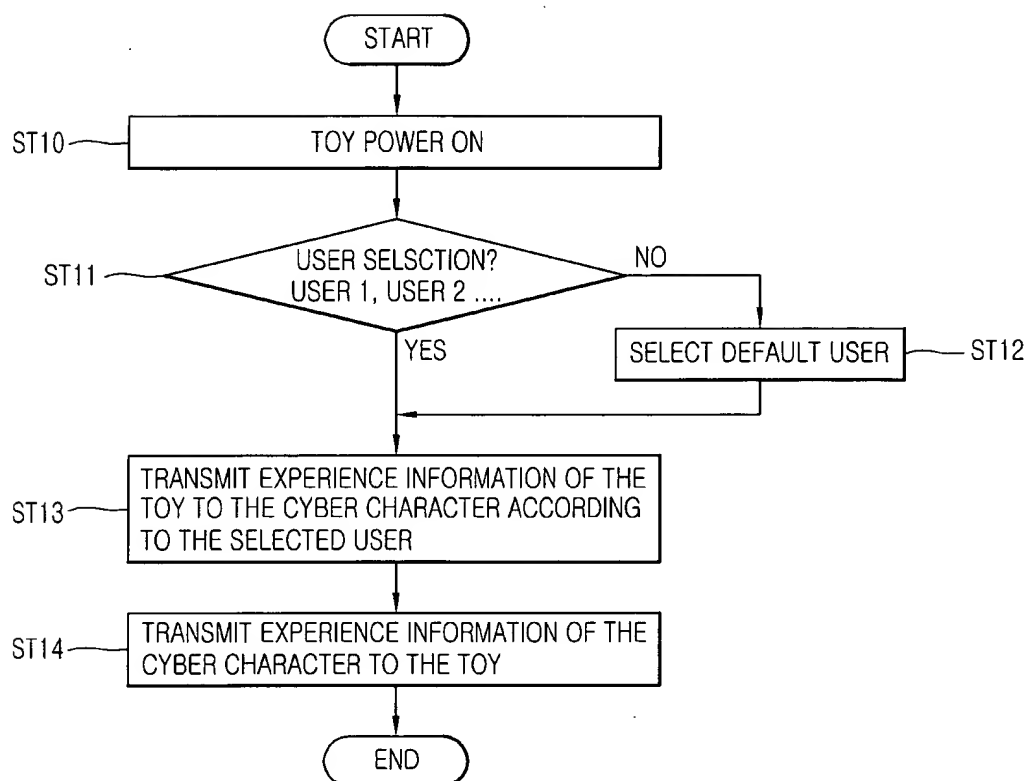 START
ST10
TOY POWER ON
ST11
USER SELSCTION?
USER 1, USER 2 ....
NO
YES
SELECT DEFAULT USER
ST12
ST13
TRANSMIT EXPERIENCE INFORMATION OF THE
TOY TO THE CYBER CHARACTER ACCORDING
TO THE SELECTED USER
ST14
TRANSMIT EXPERIENCE INFORMATION OF THE
CYBER CHARACTER TO THE TOY
END